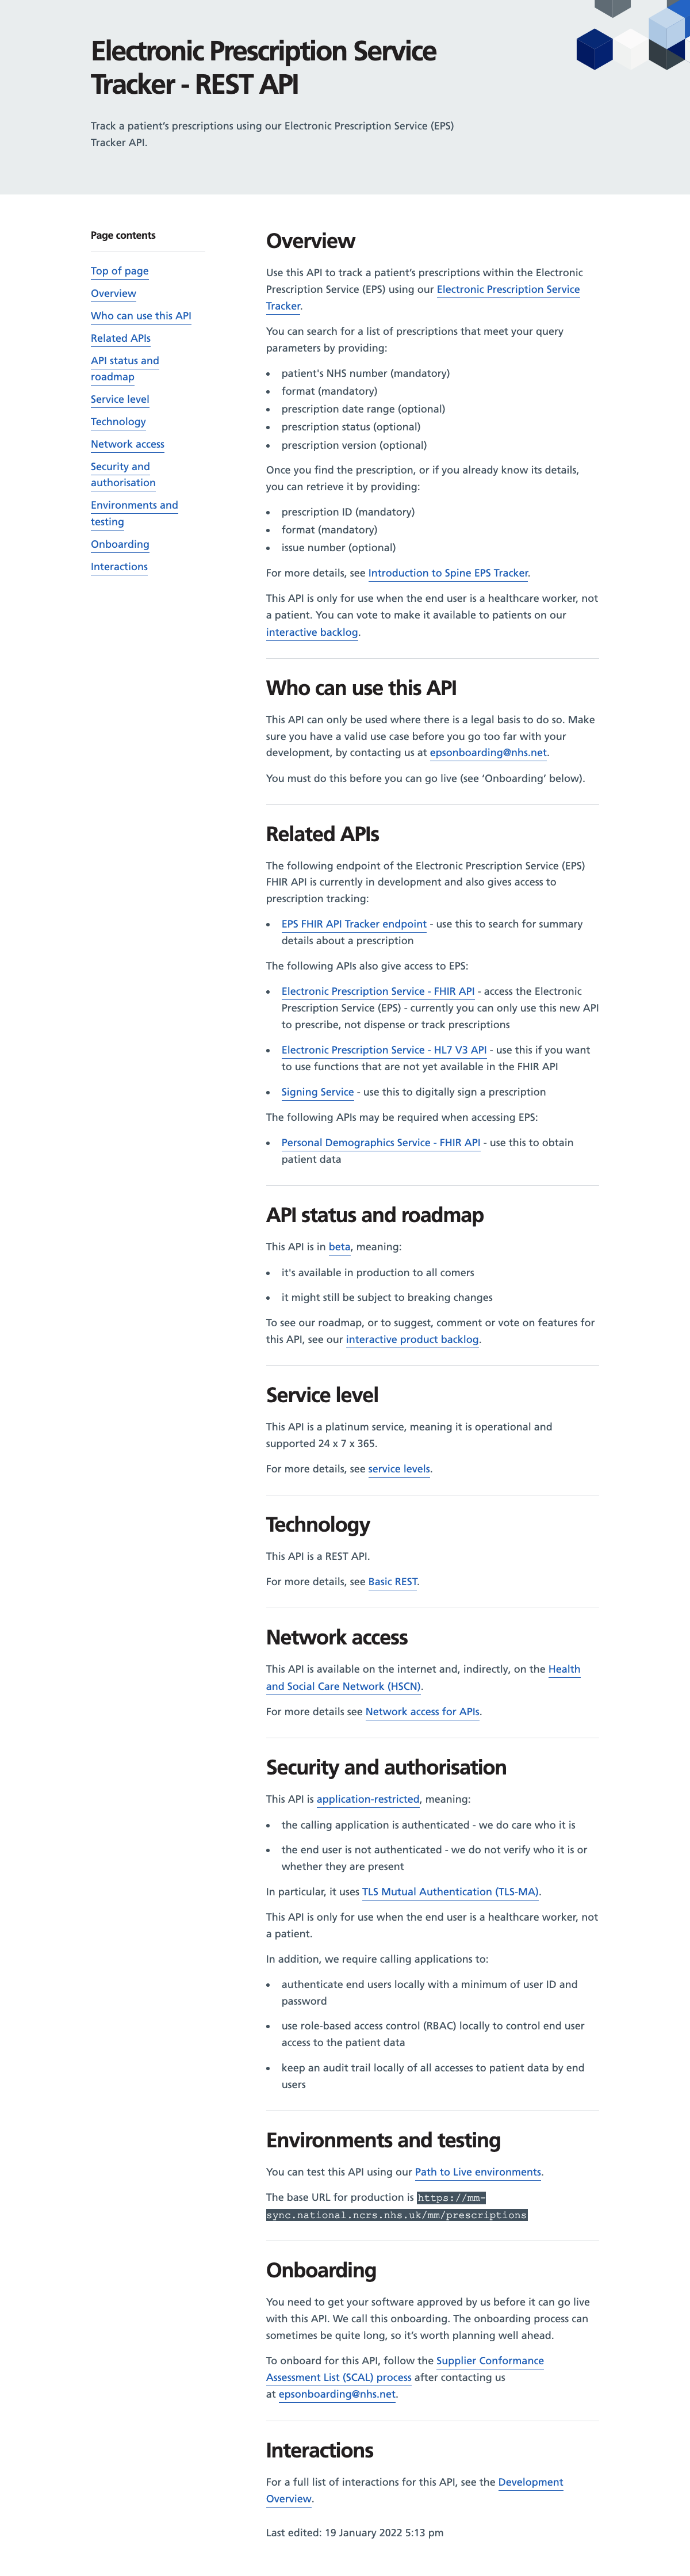 Electronic Prescription Service
Tracker - REST API
Track a patient’s prescriptions using our Electronic Prescription Service (EPS)
Tracker API.
Page contents
Top of page
Overview
Who can use this API
Related APIs
API status and
roadmap
Service level
Technology
Network access
Security and
authorisation
Environments and
testing
Onboarding
Interactions
Overview
Use this API to track a patient’s prescriptions within the Electronic
Prescription Service (EPS) using our Electronic Prescription Service
Tracker.
You can search for a list of prescriptions that meet your query
parameters by providing:
• patient's NHS number (mandatory)
• format (mandatory)
• prescription date range (optional)
• prescription status (optional)
• prescription version (optional)
Once you find the prescription, or if you already know its details,
you can retrieve it by providing:
• prescription ID (mandatory)
• format (mandatory)
• issue number (optional)
For more details, see Introduction to Spine EPS Tracker.
This API is only for use when the end user is a healthcare worker, not
a patient. You can vote to make it available to patients on our
interactive backlog.
Who can use this API
This API can only be used where there is a legal basis to do so. Make
sure you have a valid use case before you go too far with your
development, by contacting us at epsonboarding@nhs.net.
You must do this before you can go live (see ‘Onboarding’ below).
Related APIs
The following endpoint of the Electronic Prescription Service (EPS)
FHIR API is currently in development and also gives access to
prescription tracking:
• EPS FHIR API Tracker endpoint - use this to search for summary
details about a prescription
The following APIs also give access to EPS:
• Electronic Prescription Service - FHIR API - access the Electronic
Prescription Service (EPS) - currently you can only use this new API
to prescribe, not dispense or track prescriptions
• Electronic Prescription Service - HL7 V3 API - use this if you want
to use functions that are not yet available in the FHIR API
• Signing Service - use this to digitally sign a prescription
The following APIs may be required when accessing EPS:
• Personal Demographics Service - FHIR API - use this to obtain
patient data
API status and roadmap
This API is in beta, meaning:
• it's available in production to all comers
• it might still be subject to breaking changes
To see our roadmap, or to suggest, comment or vote on features for
this API, see our interactive product backlog.
Service level
This API is a platinum service, meaning it is operational and
supported 24 x 7 x 365.
For more details, see service levels.
Technology
This API is a REST API.
For more details, see Basic REST.
Network access
This API is available on the internet and, indirectly, on the Health
and Social Care Network (HSCN).
For more details see Network access for APIs.
Security and authorisation
This API is application-restricted, meaning:
• the calling application is authenticated - we do care who it is
• the end user is not authenticated - we do not verify who it is or
whether they are present
In particular, it uses TLS Mutual Authentication (TLS-MA).
This API is only for use when the end user is a healthcare worker, not
a patient.
In addition, we require calling applications to:
• authenticate end users locally with a minimum of user ID and
password
• use role-based access control (RBAC) locally to control end user
access to the patient data
• keep an audit trail locally of all accesses to patient data by end
users
Environments and testing
You can test this API using our Path to Live environments.
The base URL for production is https://mm-
sync.national.ncrs.nhs.uk/mm/prescriptions
Onboarding
You need to get your software approved by us before it can go live
with this API. We call this onboarding. The onboarding process can
sometimes be quite long, so it’s worth planning well ahead.
To onboard for this API, follow the Supplier Conformance
Assessment List (SCAL) process after contacting us
at epsonboarding@nhs.net.
Interactions
For a full list of interactions for this API, see the Development
Overview.
Last edited: 19 January 2022 5:13 pm